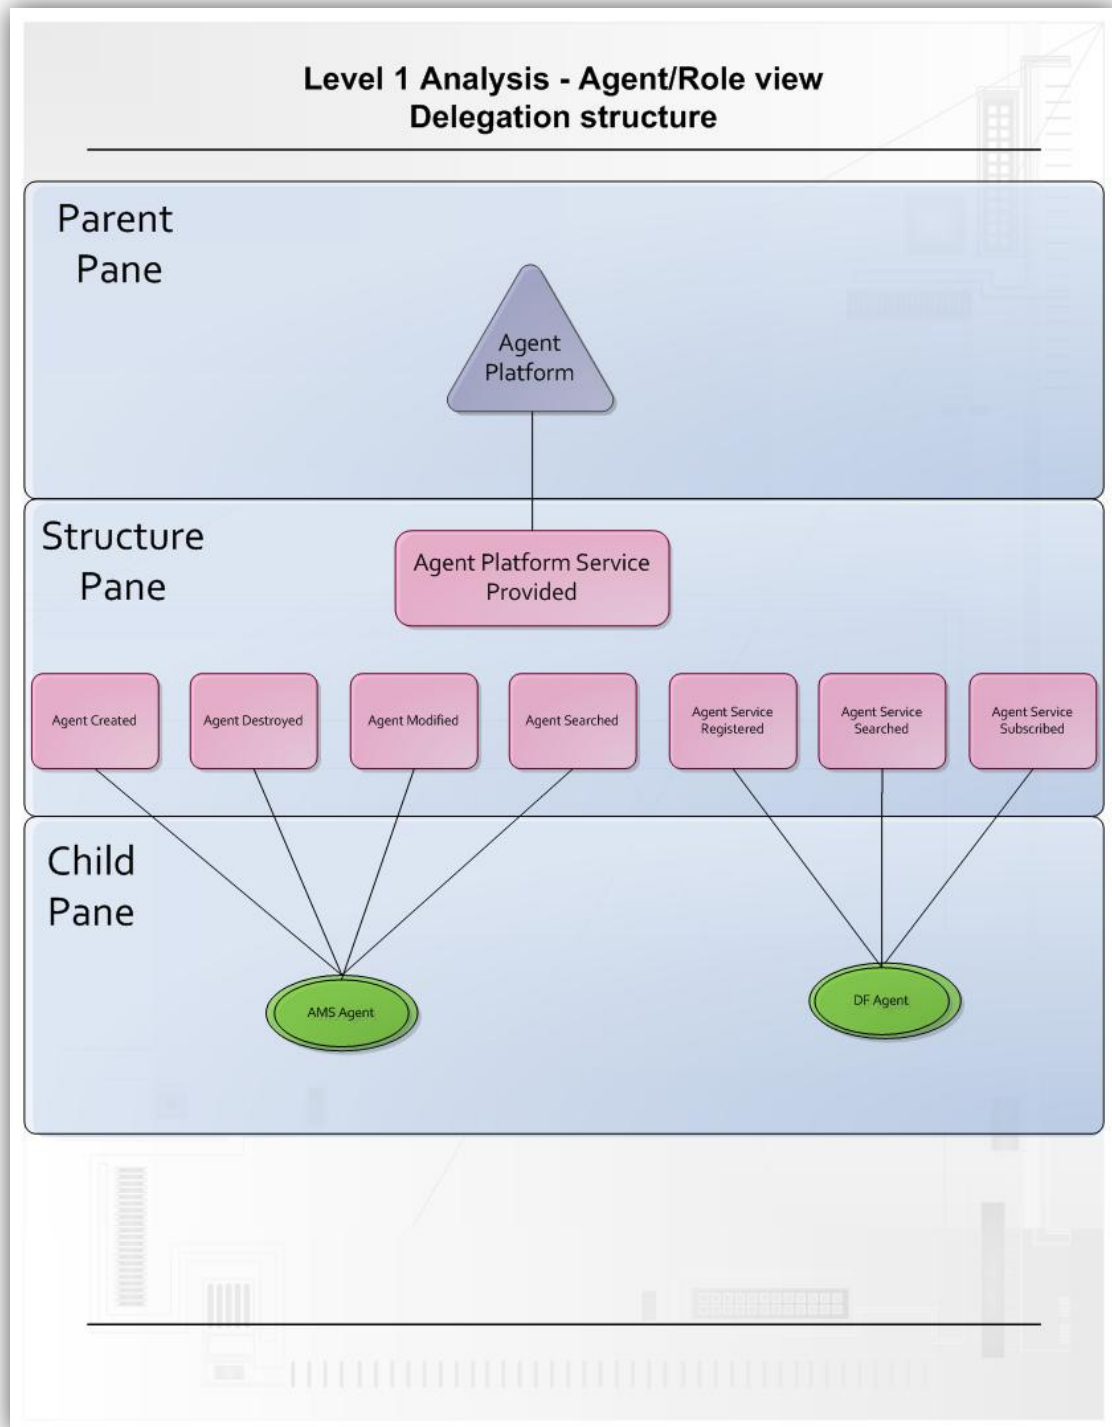 Level 1 Analysis - Agent/Role view
Delegation structure
Parent
Pane
Agent
Platform
Structure
Pane
Agent Platform Service
Provided
Agent Created
Agent Destroyed
Agent Modified
Agent Searched
Agent Service
Registered
Agent Service
Searched
Agent Service
Subscribed
Child
Pane
AMS Agent
DF Agent